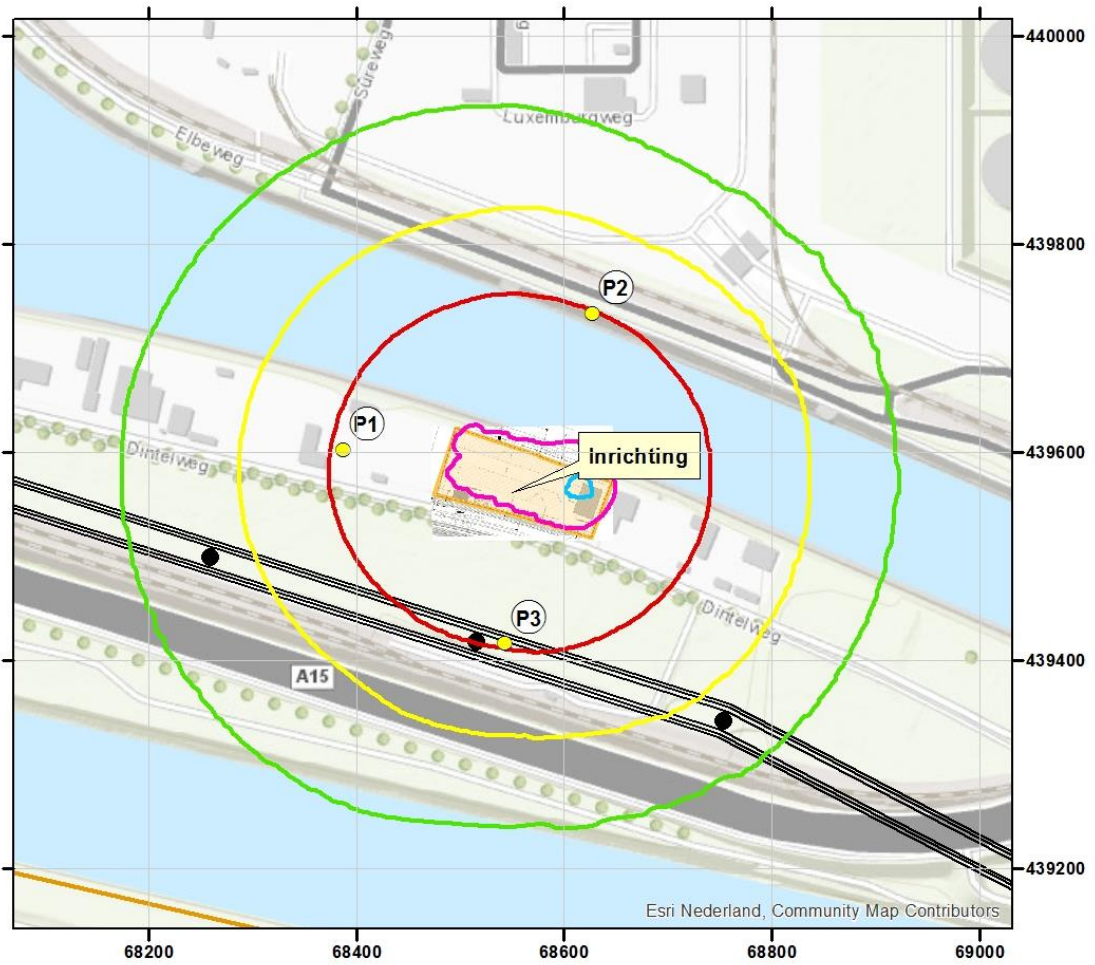 440000
Sureweg
Luxemburgweg
Elbeweg
439800
P2
P1
Dintelweg
inrichting
439600
P3
Dintelweg
A15
439400
439200
Esri Nederland, Community Map Contributors
68200
68400
68600
68800
69000